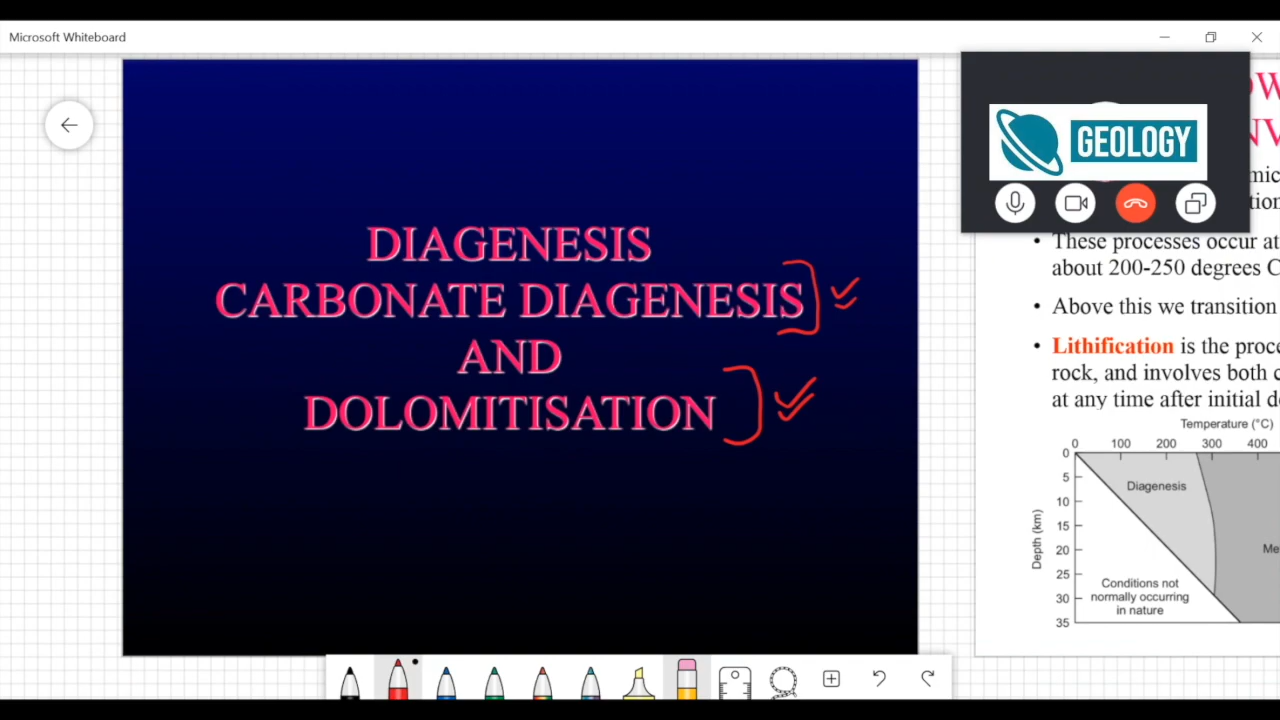 Microsoft Whiteboard
DIAGENESIS
CARBONATE DIAGENESIS
AND
DOLOMITISATION
GEOLOGY
• These processes occur at
about 200-250 degrees C
• Above this we transition
• Lithification is the proce
rock, and involves both c
at any time after initial de
Temperature (°C)
0 100 200 300 400
Depth (km)
0
5
10
15
20
25
30
35
Diagenesis
Me
Conditions not
normally occurring
in nature